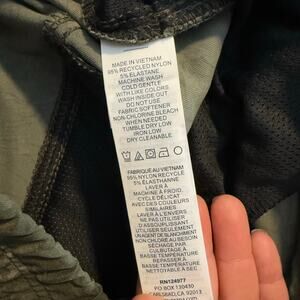 MADE IN VIETNAM
95% RECYCLED NYLON
5% ELASTANE
MACHINE WASH
COLD GENTLE
WITH LIKE COLORS
WASH INSIDE OUT
DO NOT USE
FABRIC SOFTENER
NON-CHLORINE BLEACH
WHEN NEEDED
TUMBLE DRY LOW
IRON LOW
DRY CLEANABLE
FABRIQUÉ AU VIETNAM
95% NYLON RECYCLÉ
5% ÉLASTHANNE
LAVER À
MACHINE À FROID.
CYCLE DÉLICAT
AVEC DES COULEURS
SIMILAIRES
LAVER À L'ENVERS
NE PAS UTILISER
D'ASSOUPLISSANT
UTILISER
UN AGENT DE BLANCHIMENT
NON CHLORÉ AU BESOIN
SÉCHAGE PAR
CULBUTAGE À
BASSE TEMPÉRATURE
REPASSER À
BASSE TEMPÉRATURE
NETTOYABLE À SEC
RN124977
PO BOX 130430
CARLSBAD, CA 92013